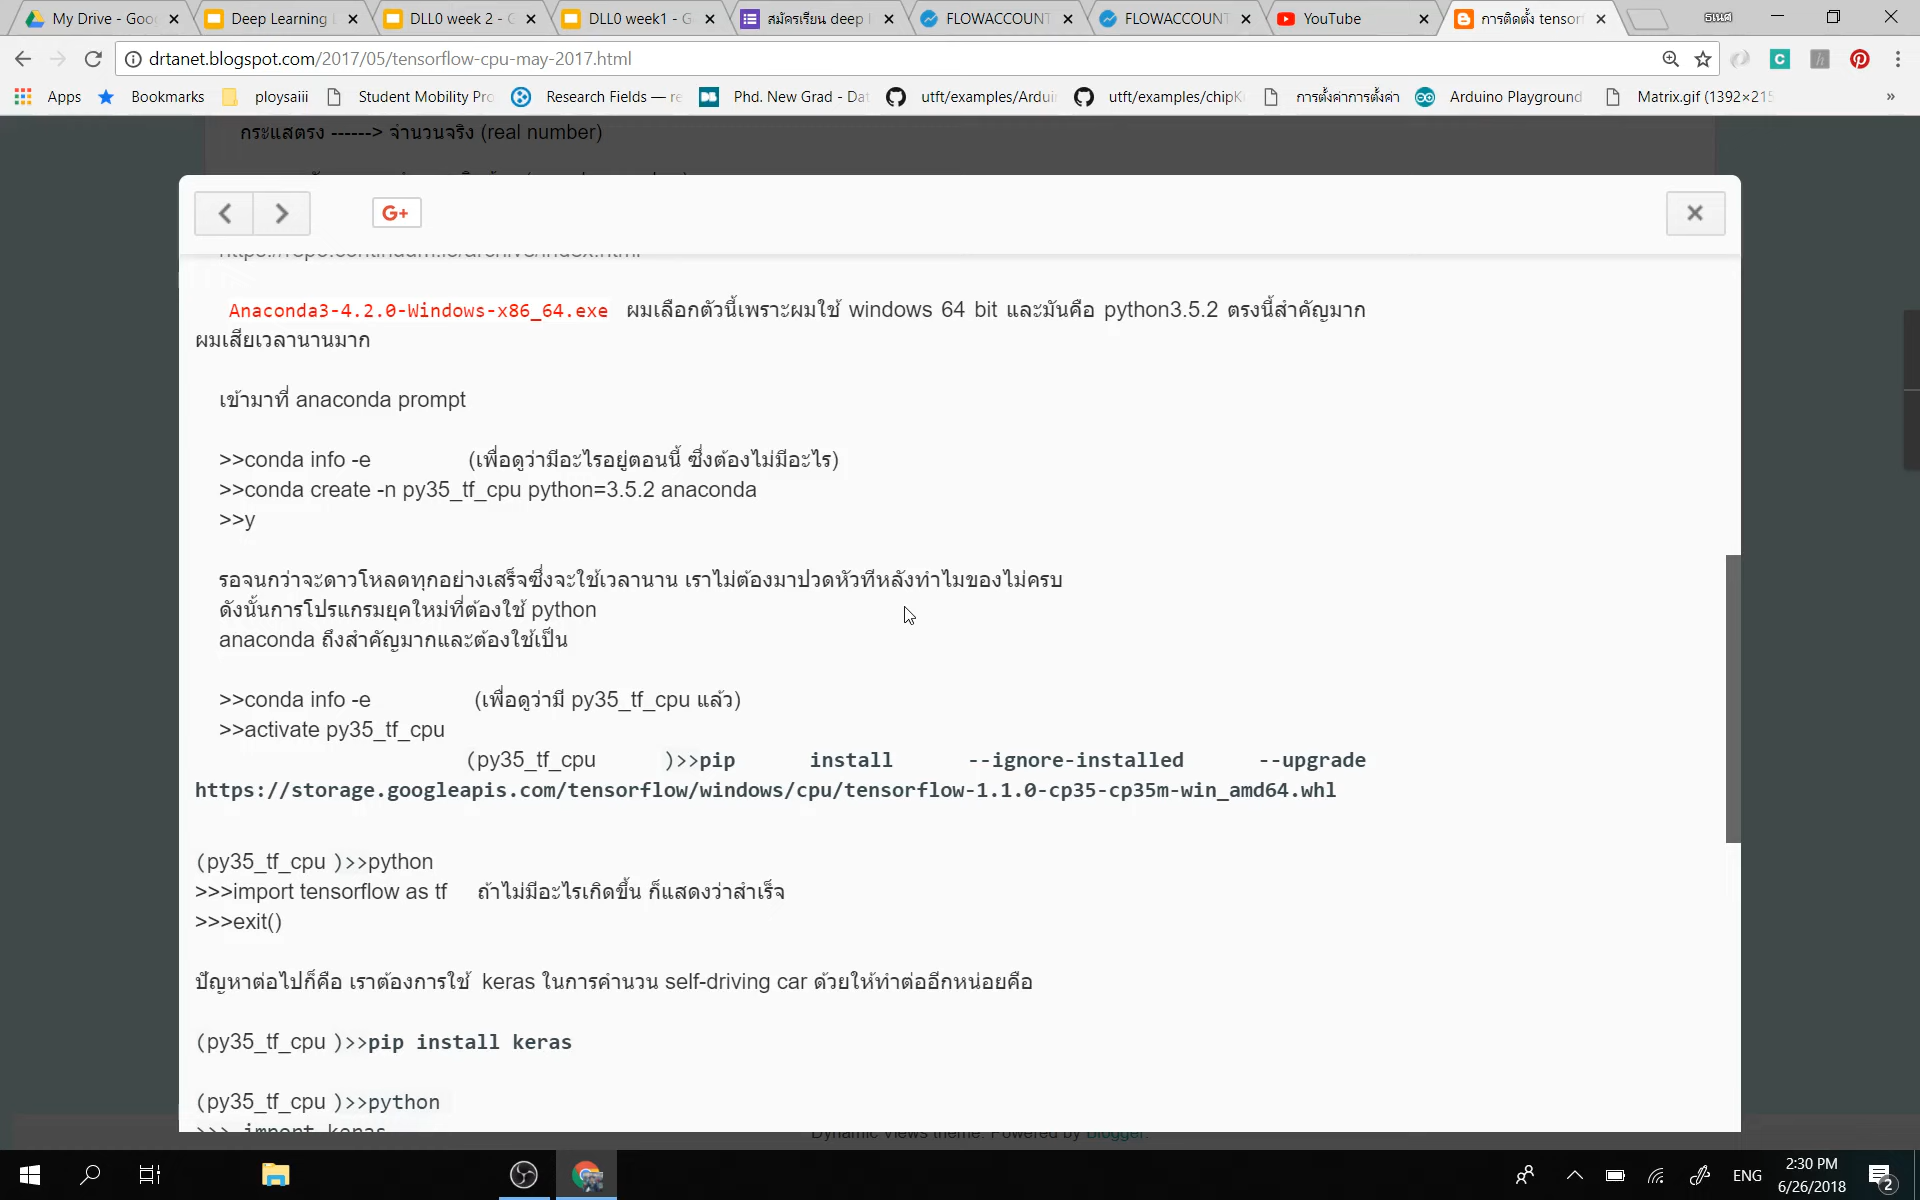 My Drive - Goo
Deep Learning
DLL0 week 2 - G
DLL0 week1 - G
สมัครเรียน deep l
FLOWACCOUNT
FLOWACCOUNT
YouTube
การติดตั้ง tensorf
ธเนศ
drtanet.blogspot.com/2017/05/tensorflow-cpu-may-2017.html
Apps
Bookmarks
ploysaiii
Student Mobility Pro
Research Fields — re
Phd. New Grad - Dat
utft/examples/Ardui
utft/examples/chipK
การตั้งค่าการตั้งค่า
Arduino Playground
Matrix.gif (1392×215
»
กระแสตรง ------> จำนวนจริง (real number)
G+
https://repo.continuum.io/archive/index.html
Anaconda3-4.2.0-Windows-x86_64.exe ผมเลือกตัวนี้เพราะผมใช้ windows 64 bit และมันคือ python3.5.2 ตรงนี้สำคัญมาก
ผมเสียเวลานานมาก
เข้ามาที่ anaconda prompt
>>conda info -e (เพื่อดูว่ามีอะไรอยู่ตอนนี้ ซึ่งต้องไม่มีอะไร)
>>conda create -n py35_tf_cpu python=3.5.2 anaconda
>>y
รอจนกว่าจะดาวโหลดทุกอย่างเสร็จซึ่งจะใช้เวลานาน เราไม่ต้องมาปวดหัวทีหลังทำไมของไม่ครบ
ดังนั้นการโปรแกรมยุคใหม่ที่ต้องใช้ python
anaconda ถึงสำคัญมากและต้องใช้เป็น
>>conda info -e (เพื่อดูว่ามี py35_tf_cpu แล้ว)
>>activate py35_tf_cpu
(py35_tf_cpu )>>pip install --ignore-installed --upgrade
https://storage.googleapis.com/tensorflow/windows/cpu/tensorflow-1.1.0-cp35-cp35m-win_amd64.whl
(py35_tf_cpu )>>python
>>>import tensorflow as tf ถ้าไม่มีอะไรเกิดขึ้น ก็แสดงว่าสำเร็จ
>>>exit()
ปัญหาต่อไปก็คือ เราต้องการใช้ keras ในการคำนวน self-driving car ด้วยให้ทำต่ออีกหน่อยคือ
(py35_tf_cpu )>>pip install keras
(py35_tf_cpu )>>python
>>> import keras
Dynamic Views theme. Powered by Blogger.
ENG
2:30 PM
6/26/2018
2